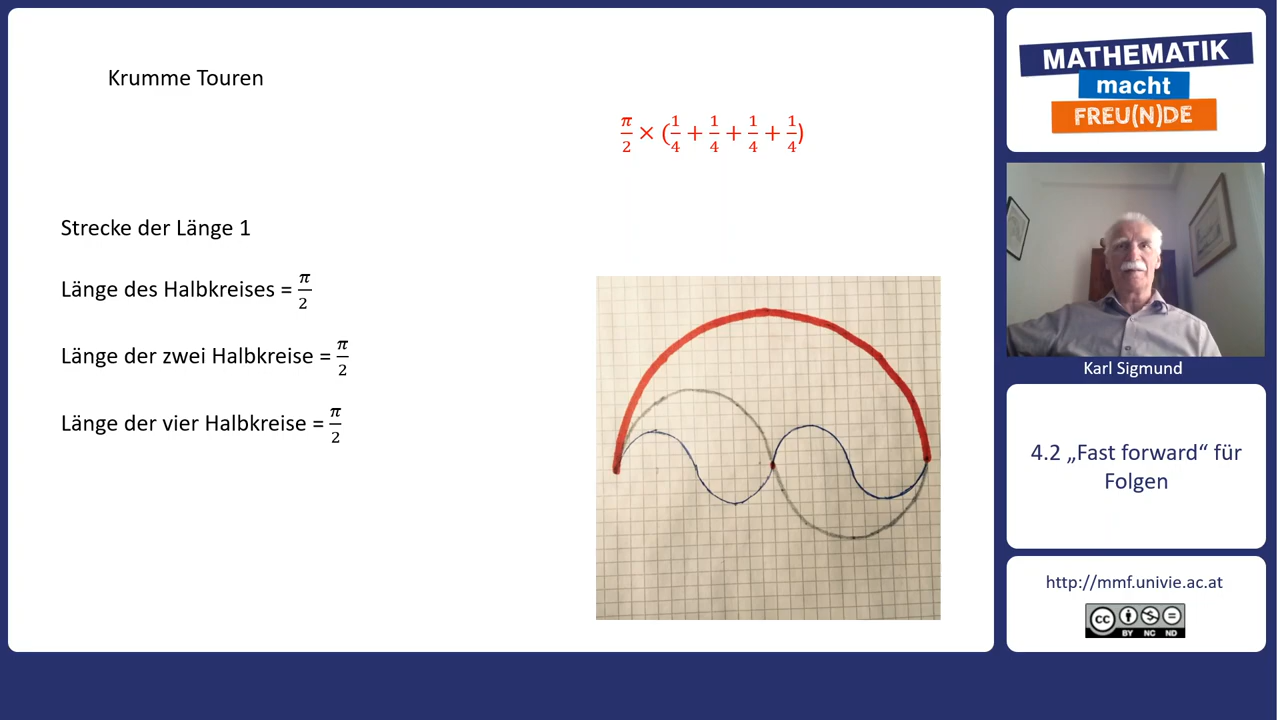 Krumme Touren
π/2 × (1/4 + 1/4 + 1/4 + 1/4)
Strecke der Länge 1
Länge des Halbkreises = π/2
Länge der zwei Halbkreise = π/2
Länge der vier Halbkreise = π/2
MATHEMATIK
macht
FREU(N)DE
Karl Sigmund
4.2 „Fast forward“ für
Folgen
http://mmf.univie.ac.at
cc
BY NC ND